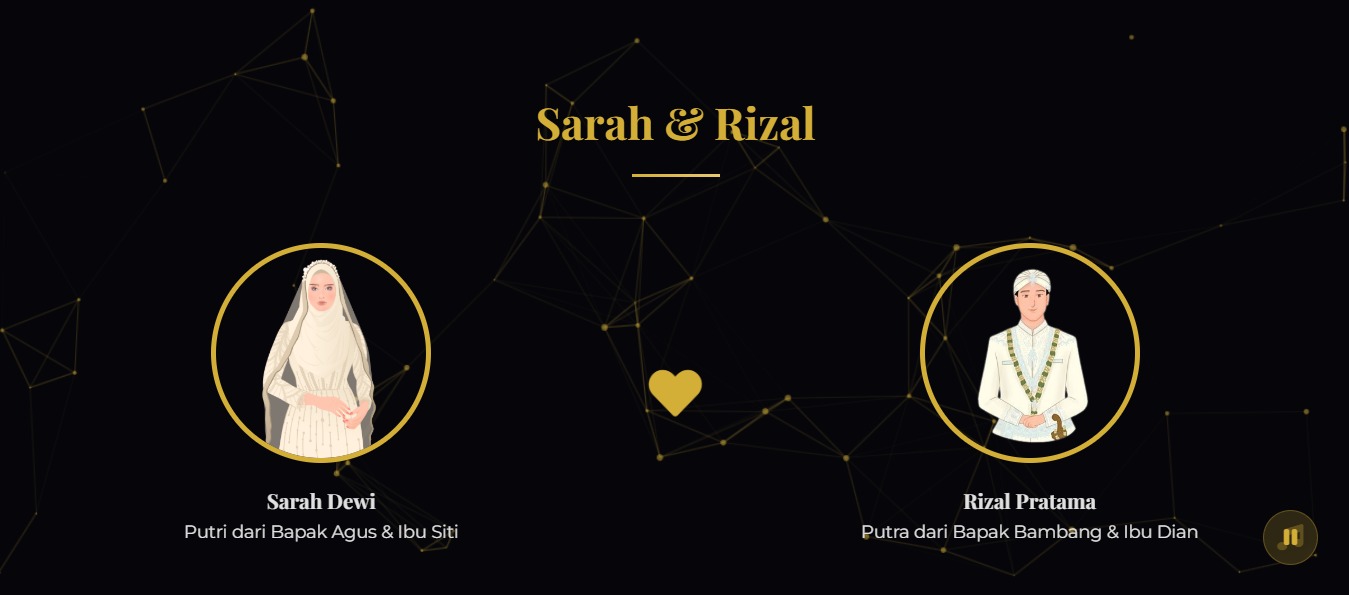 Sarah & Rizal
Sarah Dewi
Putri dari Bapak Agus & Ibu Siti
Rizal Pratama
Putra dari Bapak Bambang & Ibu Dian